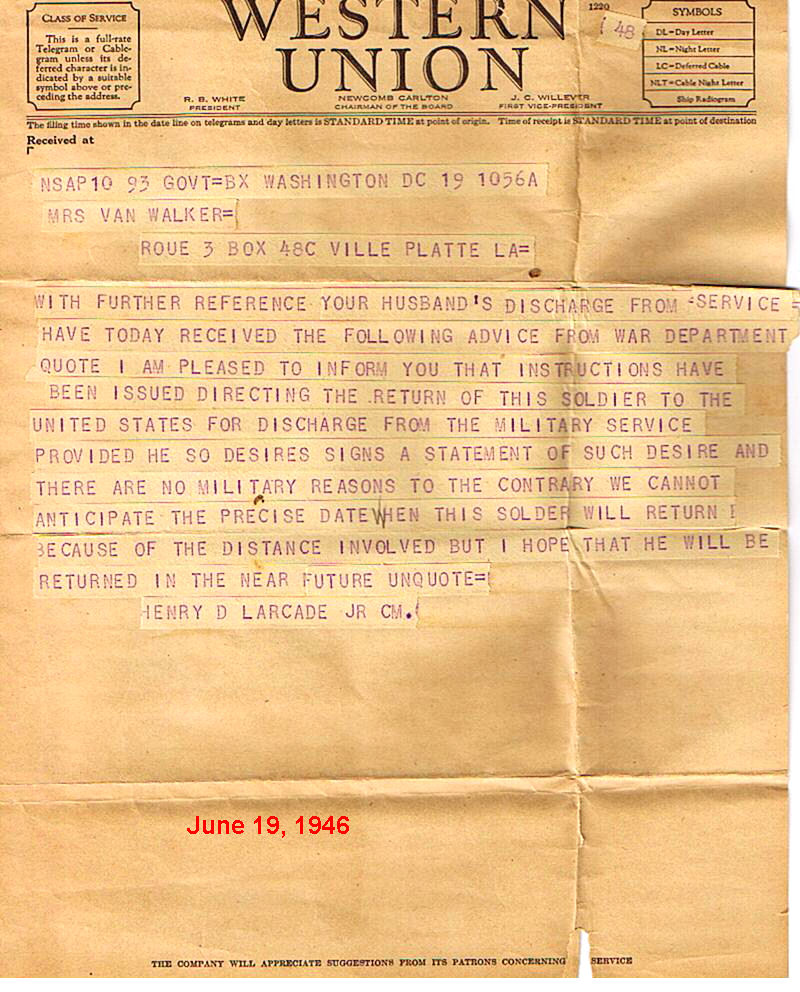 WESTERN
UNION
1220
1 48
CLASS OF SERVICE
This is a full-rate
Telegram or Cable-
gram unless its de-
ferred character is in-
dicated by a suitable
symbol above or pre-
ceding the address.
SYMBOLS
DL=Day Letter
NL=Night Letter
LC=Deferred Cable
NLT=Cable Night Letter
Ship Radiogram
R. B. WHITE
PRESIDENT
NEWCOMB CARLTON
CHAIRMAN OF THE BOARD
J. C. WILLEVER
FIRST VICE-PRESIDENT
The filing time shown in the date line on telegrams and day letters is STANDARD TIME at point of origin. Time of receipt is STANDARD TIME at point of destination
Received at
NSAP10 93 GOVT=BX WASHINGTON DC 19 1056A
MRS VAN WALKER=
ROUE 3 BOX 48C VILLE PLATTE LA=
WITH FURTHER REFERENCE YOUR HUSBAND'S DISCHARGE FROM SERVICE
HAVE TODAY RECEIVED THE FOLLOWING ADVICE FROM WAR DEPARTMENT
QUOTE I AM PLEASED TO INFORM YOU THAT INSTRUCTIONS HAVE
BEEN ISSUED DIRECTING THE RETURN OF THIS SOLDIER TO THE
UNITED STATES FOR DISCHARGE FROM THE MILITARY SERVICE
PROVIDED HE SO DESIRES SIGNS A STATEMENT OF SUCH DESIRE AND
THERE ARE NO MILITARY REASONS TO THE CONTRARY WE CANNOT
ANTICIPATE THE PRECISE DATE WHEN THIS SOLDER WILL RETURN
BECAUSE OF THE DISTANCE INVOLVED BUT I HOPE THAT HE WILL BE
RETURNED IN THE NEAR FUTURE UNQUOTE=
HENRY D LARCADE JR CM.
June 19, 1946
THE COMPANY WILL APPRECIATE SUGGESTIONS FROM ITS PATRONS CONCERNING SERVICE